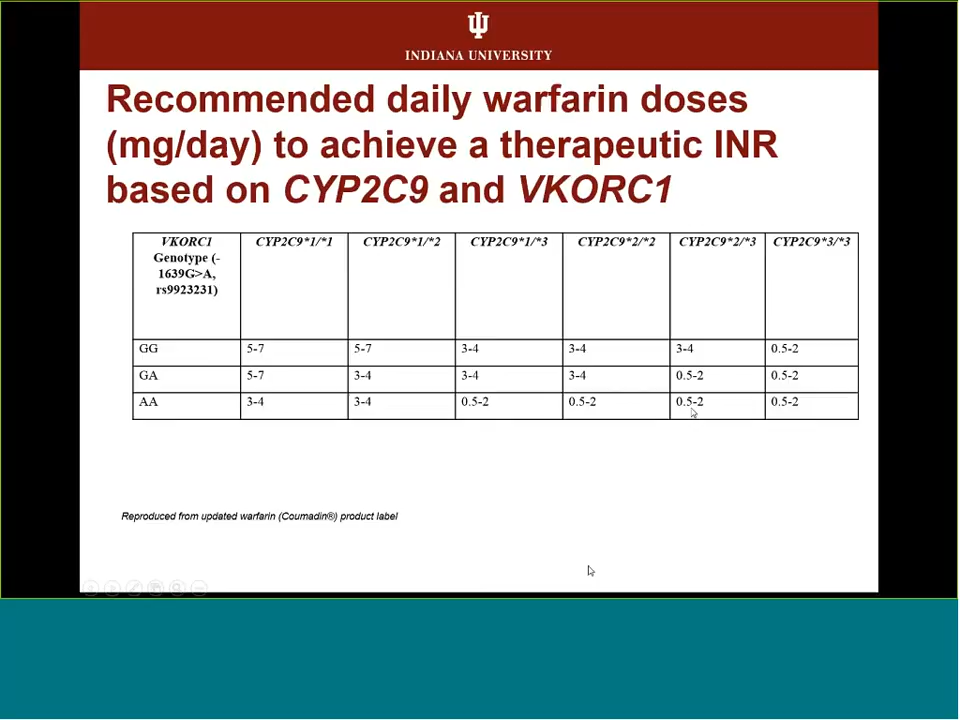 INDIANA UNIVERSITY
Recommended daily warfarin doses
(mg/day) to achieve a therapeutic INR
based on CYP2C9 and VKORC1
VKORC1 Genotype (-1639G>A, rs9923231) CYP2C9*1/*1 CYP2C9*1/*2 CYP2C9*1/*3 CYP2C9*2/*2 CYP2C9*2/*3 CYP2C9*3/*3
GG 5-7 5-7 3-4 3-4 3-4 0.5-2
GA 5-7 3-4 3-4 3-4 0.5-2 0.5-2
AA 3-4 3-4 0.5-2 0.5-2 0.5-2 0.5-2
Reproduced from updated warfarin (Coumadin®) product label